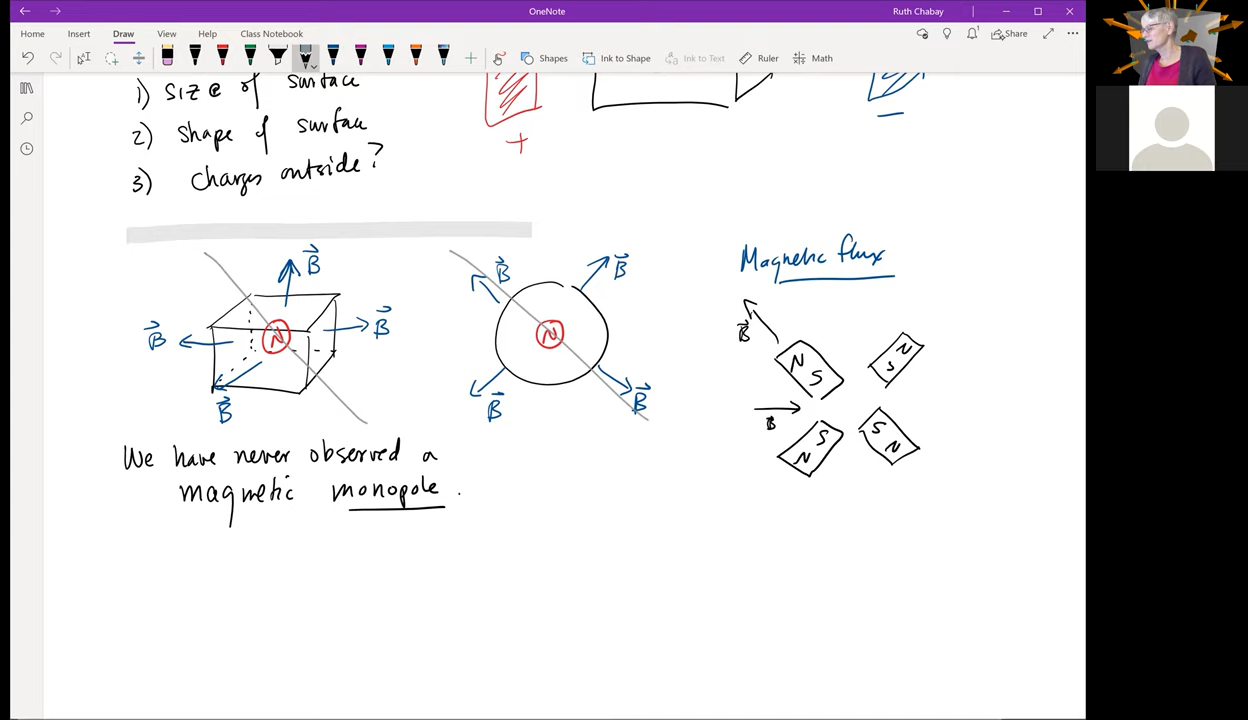 OneNote
Ruth Chabay
Home Insert Draw View Help Class Notebook
Share
Shapes Ink to Shape Ink to Text Ruler Math
1) Size of surface
2) Shape of surface
3) Charges outside?
+
−
B B B B N
B B B B N
Magnetic flux
B
N S
N S
B
S N
S N
We have never observed a
magnetic monopole.